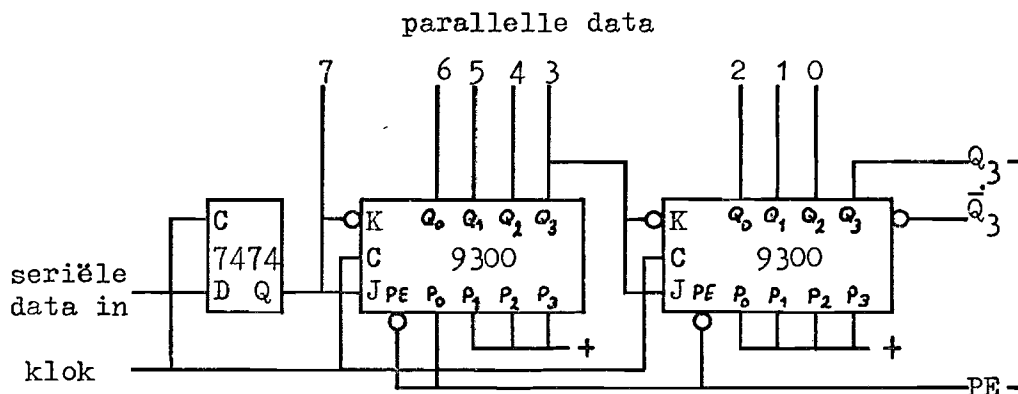 parallelle data
7 6 5 4 3 2 1 0
Q3
Q̄3
K Q0 Q1 Q2 Q3
K Q0 Q1 Q2 Q3
C
C
C
7474
9300
9300
D Q
J PE P0 P1 P2 P3
J PE P0 P1 P2 P3
seriële
data in
+
+
klok
PE